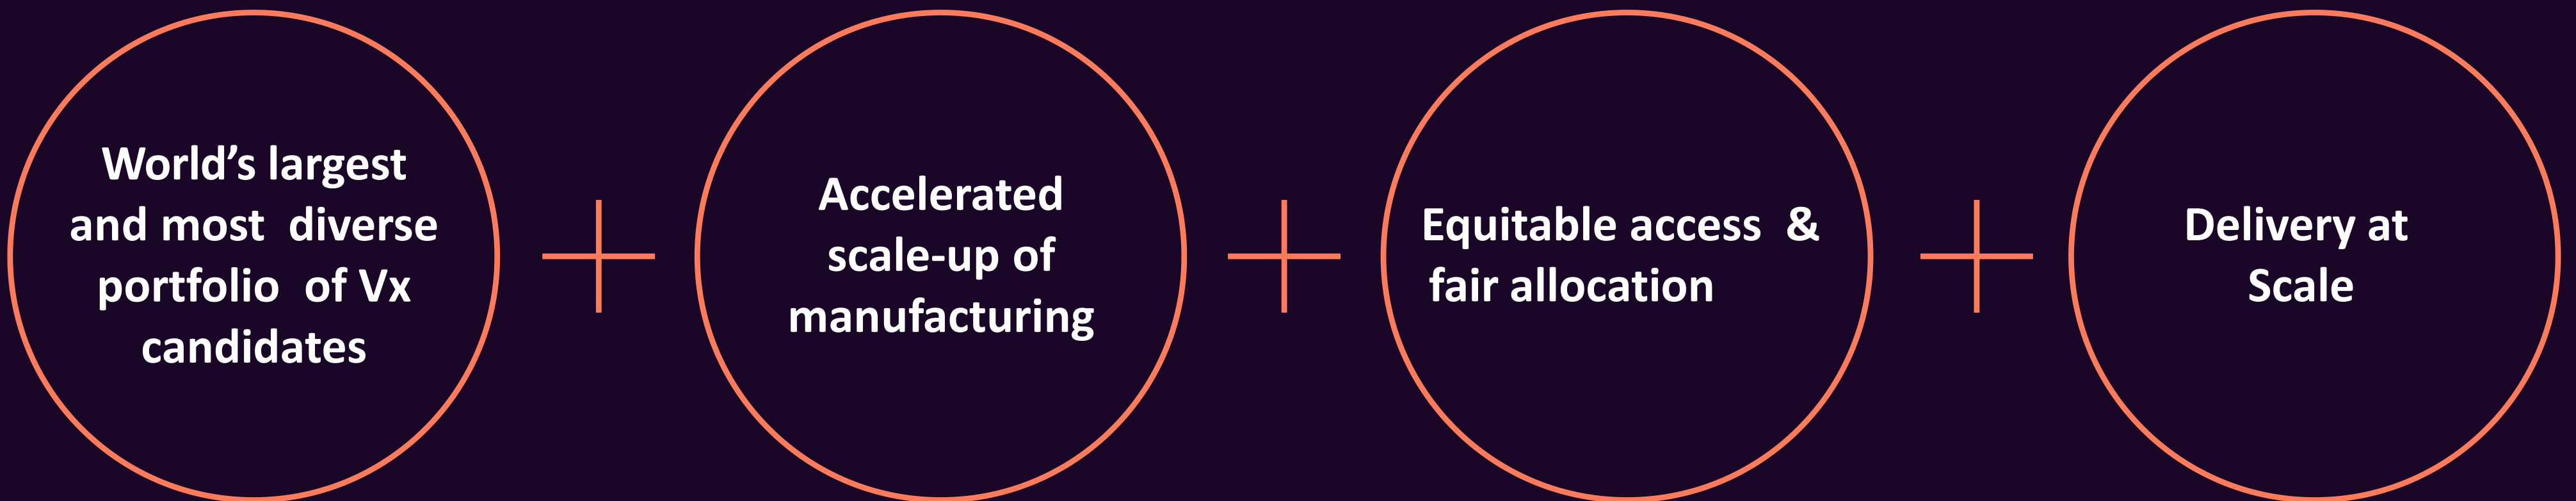 World’s largest
and most diverse
portfolio of Vx
candidates
Accelerated
scale-up of
manufacturing
Equitable access &
fair allocation
Delivery at
Scale